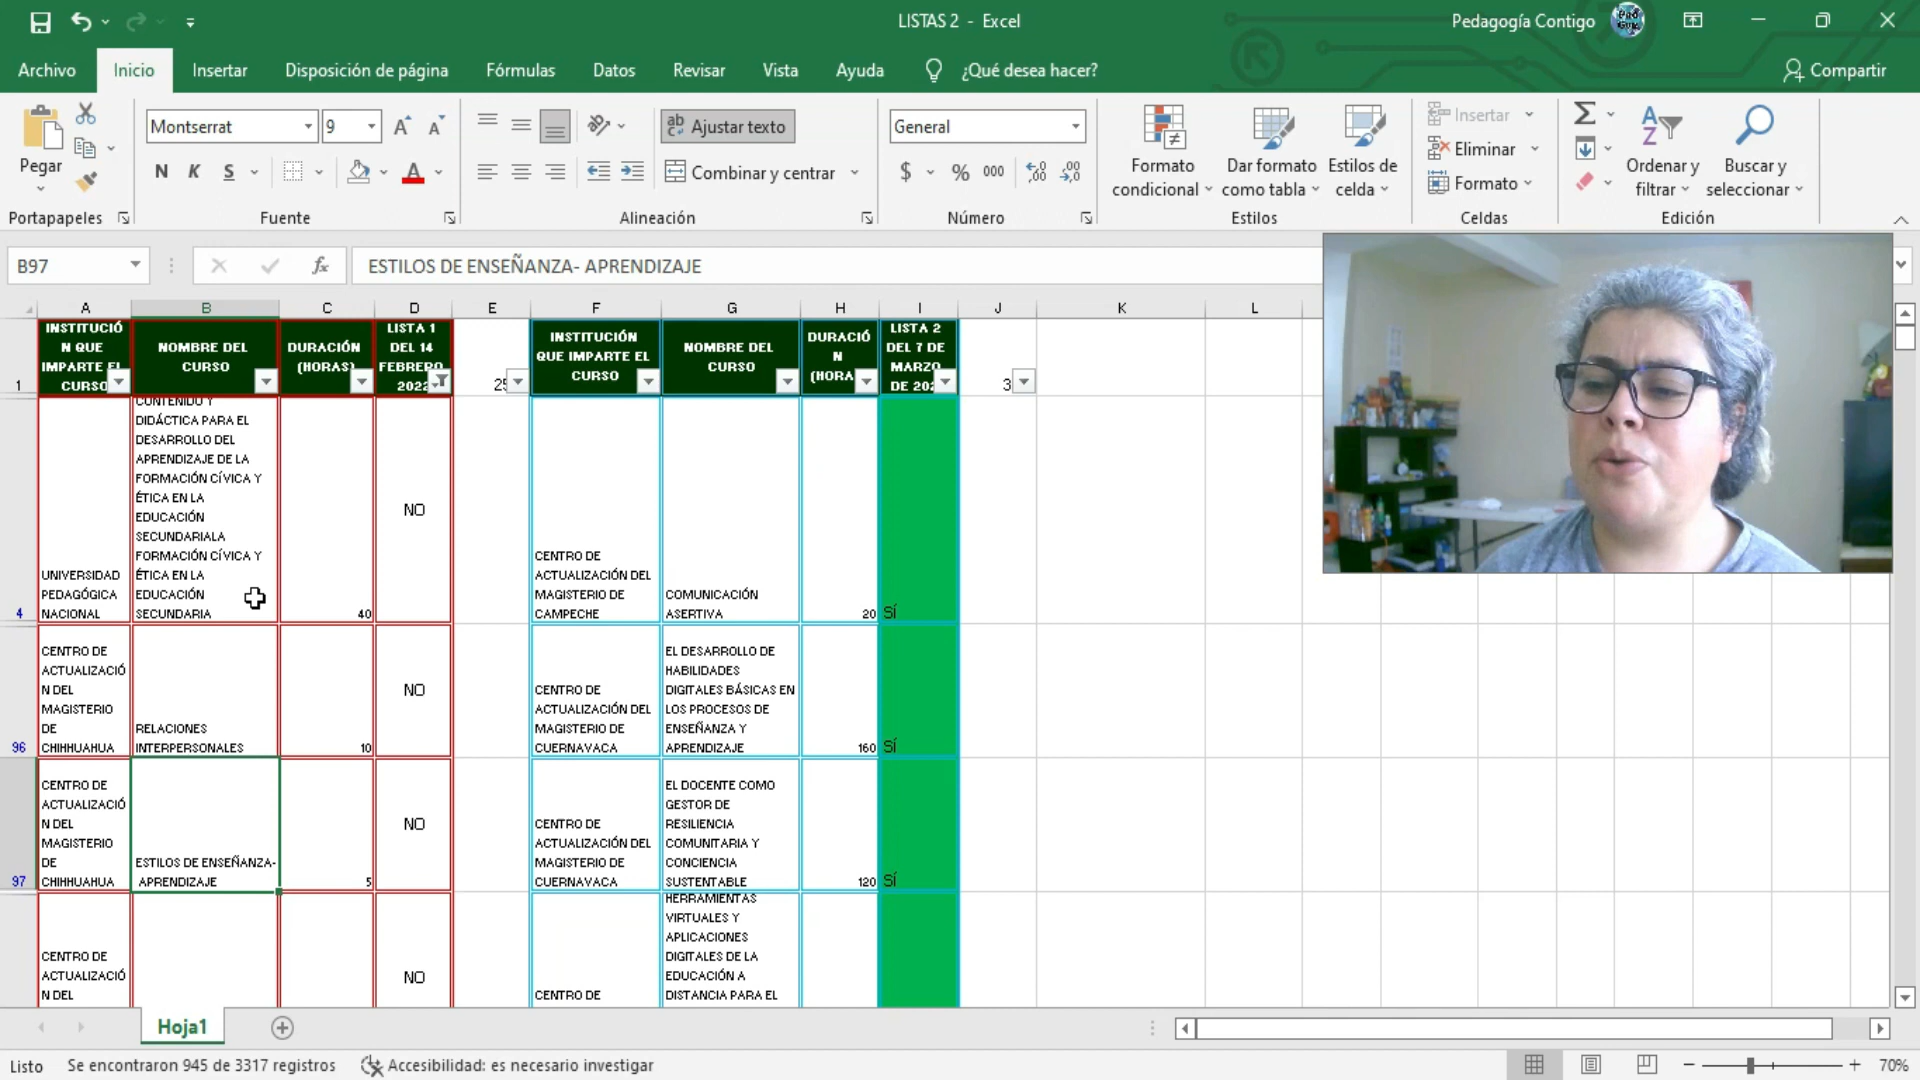 LISTAS 2 - Excel
Pedagogía Contigo
Archivo
Inicio
Insertar
Disposición de página
Fórmulas
Datos
Revisar
Vista
Ayuda
¿Qué desea hacer?
Compartir
Pegar
Portapapeles
Montserrat
9
N K S
Fuente
Ajustar texto
Combinar y centrar
Alineación
General
$ % 000
Número
Formato
condicional
Dar formato
como tabla
Estilos de
celda
Estilos
Insertar
Eliminar
Formato
Celdas
Ordenar y
filtrar
Buscar y
seleccionar
Edición
B97
fx
ESTILOS DE ENSEÑANZA- APRENDIZAJE
A B C D E F G H I J K L
1
INSTITUCIÓ
N QUE
IMPARTE EL
CURSO
NOMBRE DEL
CURSO
DURACIÓN
(HORAS)
LISTA 1
DEL 14
FEBRERO
2022
INSTITUCIÓN
QUE IMPARTE EL
CURSO
NOMBRE DEL
CURSO
DURACIÓ
N
(HORA
LISTA 2
DEL 7 DE
MARZO
DE 202
3
4
UNIVERSIDAD
PEDAGÓGICA
NACIONAL
CONTENIDO Y
DIDÁCTICA PARA EL
DESARROLLO DEL
APRENDIZAJE DE LA
FORMACIÓN CÍVICA Y
ÉTICA EN LA
EDUCACIÓN
SECUNDARIALA
FORMACIÓN CÍVICA Y
ÉTICA EN LA
EDUCACIÓN
SECUNDARIA
40
NO
CENTRO DE
ACTUALIZACIÓN DEL
MAGISTERIO DE
CAMPECHE
COMUNICACIÓN
ASERTIVA
20
SÍ
96
CENTRO DE
ACTUALIZACIÓ
N DEL
MAGISTERIO
DE
CHIHHUAHUA
RELACIONES
INTERPERSONALES
10
NO
CENTRO DE
ACTUALIZACIÓN DEL
MAGISTERIO DE
CUERNAVACA
EL DESARROLLO DE
HABILIDADES
DIGITALES BÁSICAS EN
LOS PROCESOS DE
ENSEÑANZA Y
APRENDIZAJE
160
SÍ
97
CENTRO DE
ACTUALIZACIÓ
N DEL
MAGISTERIO
DE
CHIHHUAHUA
ESTILOS DE ENSEÑANZA-
APRENDIZAJE
5
NO
CENTRO DE
ACTUALIZACIÓN DEL
MAGISTERIO DE
CUERNAVACA
EL DOCENTE COMO
GESTOR DE
RESILIENCIA
COMUNITARIA Y
CONCIENCIA
SUSTENTABLE
120
SÍ
CENTRO DE
ACTUALIZACIÓ
N DEL
NO
CENTRO DE
HERRAMIENTAS
VIRTUALES Y
APLICACIONES
DIGITALES DE LA
EDUCACIÓN A
DISTANCIA PARA EL
Hoja1
Listo
Se encontraron 945 de 3317 registros
Accesibilidad: es necesario investigar
70%